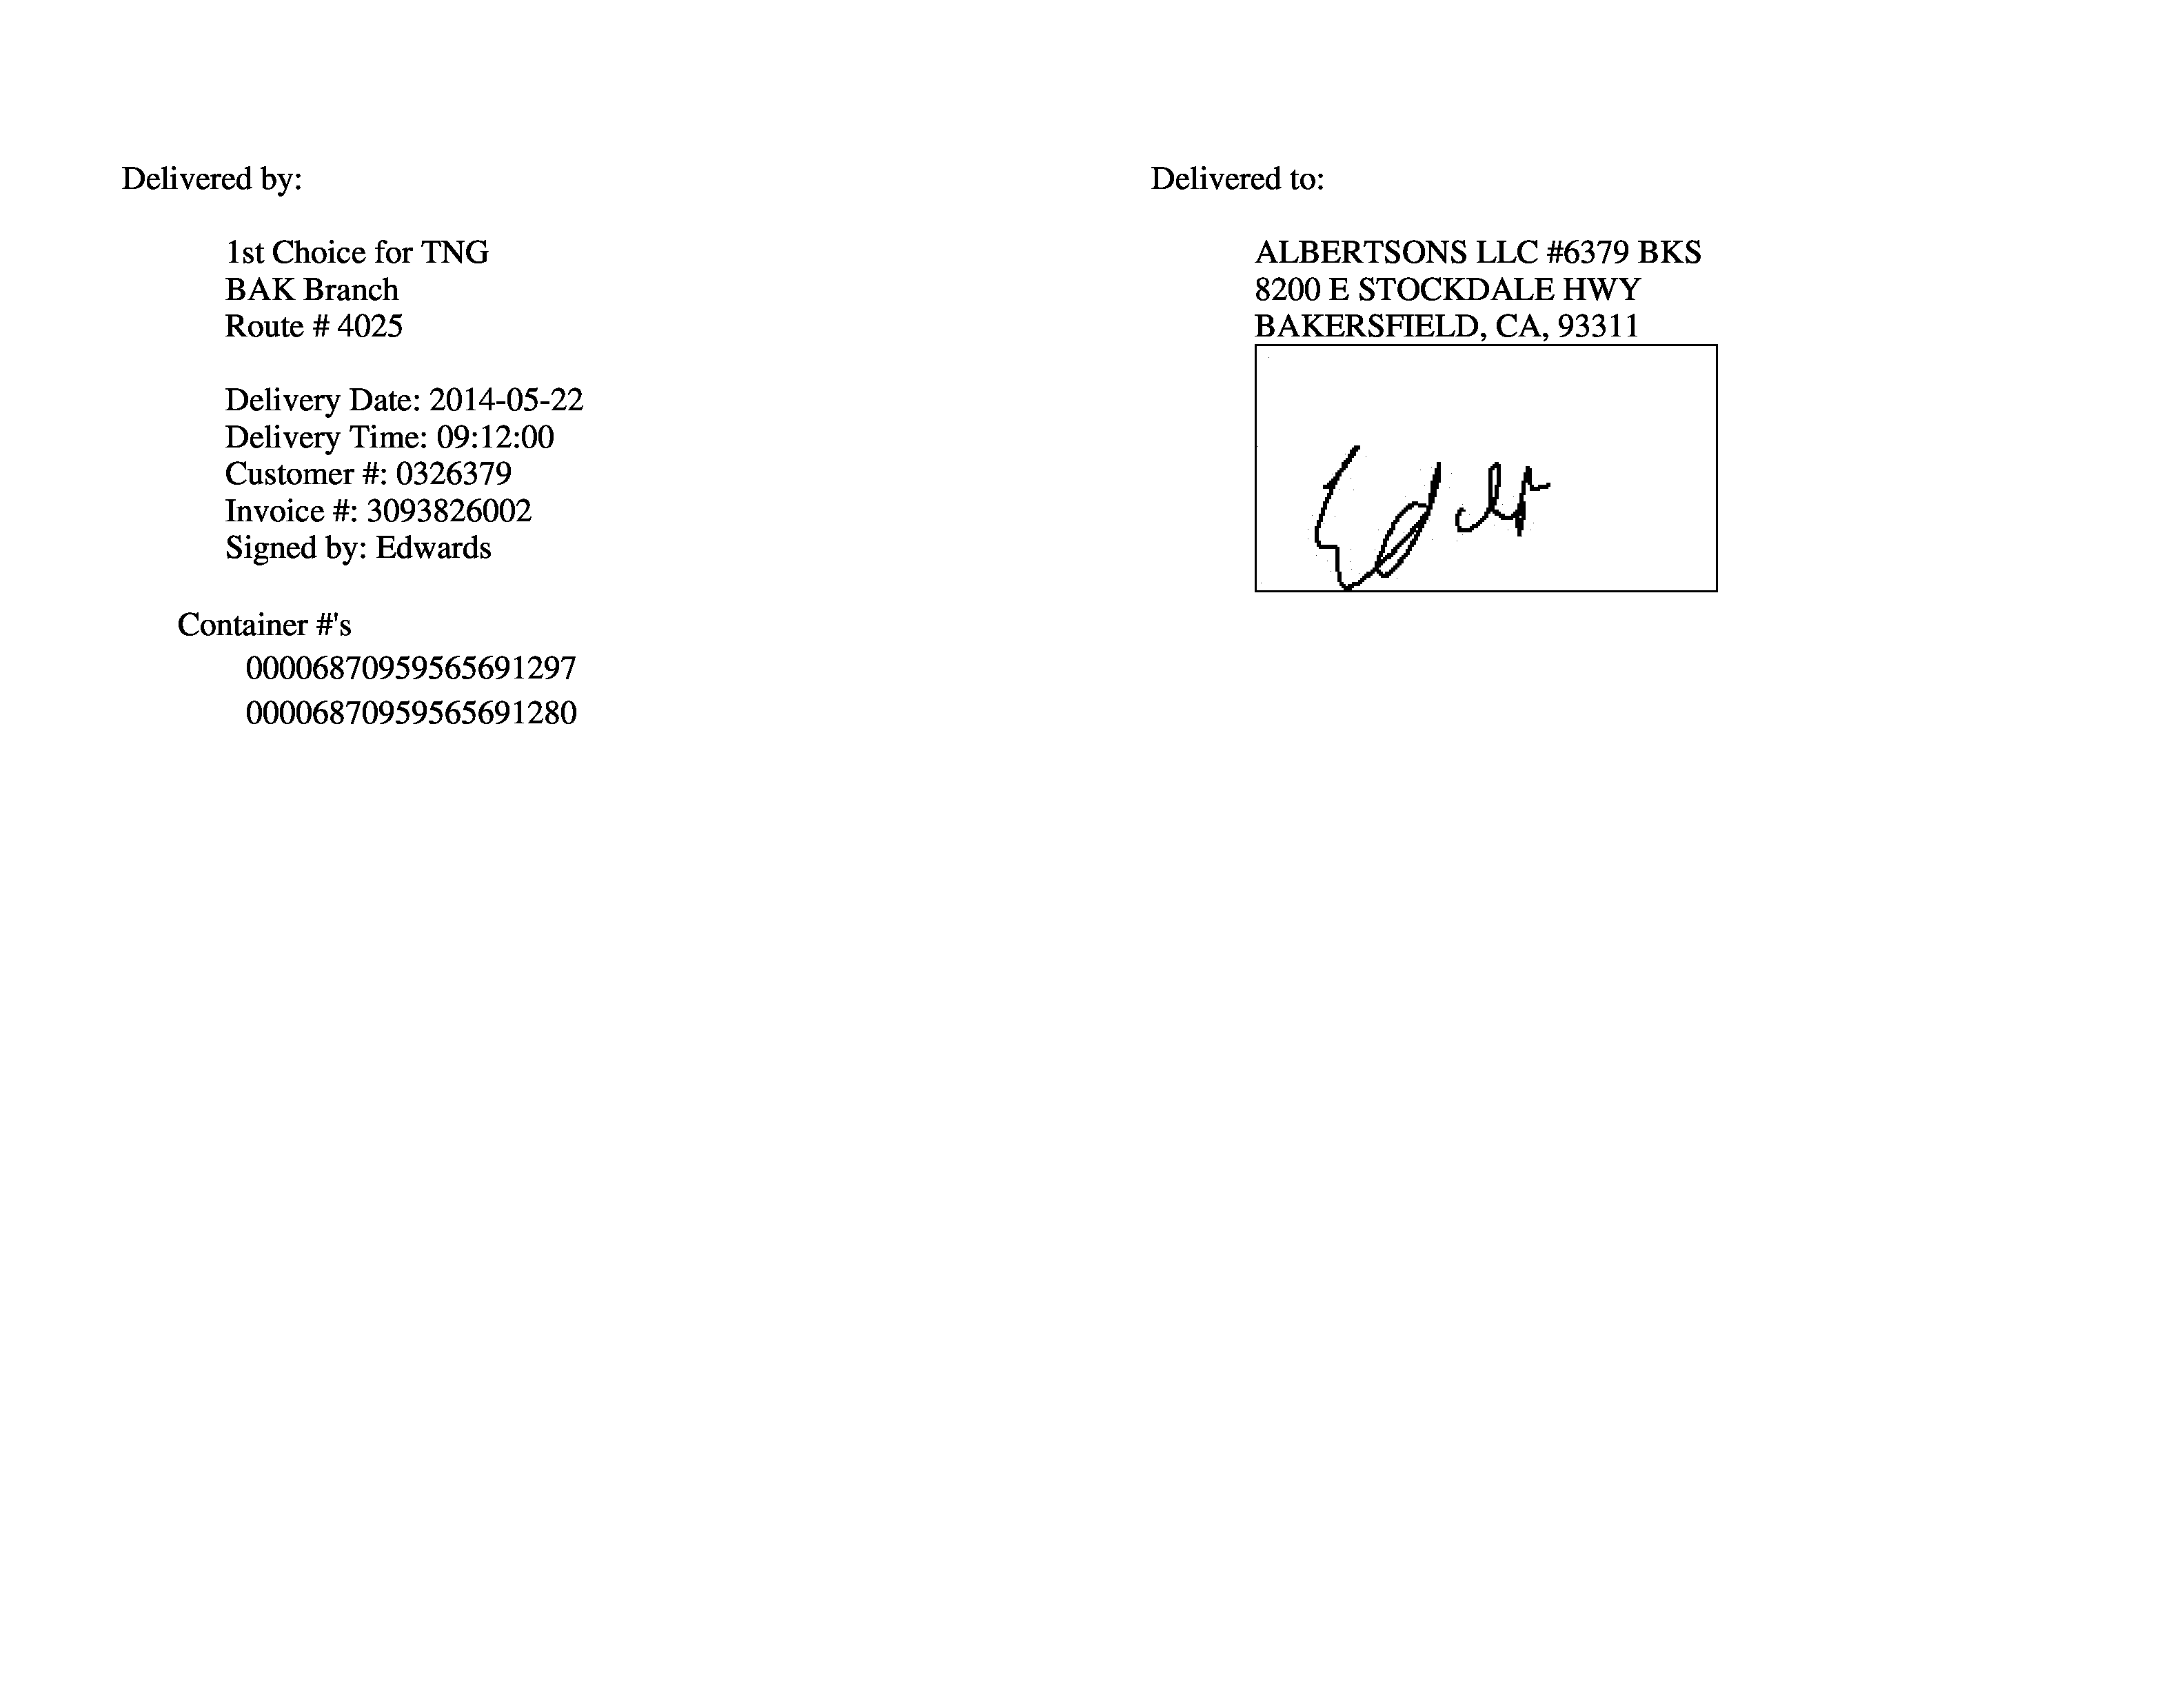 Delivered by:
1st Choice for TNG
BAK Branch
Route # 4025
Delivery Date: 2014-05-22
Delivery Time: 09:12:00
Customer #: 0326379
Invoice #: 3093826002
Signed by: Edwards
Container #'s
00006870959565691297
00006870959565691280
Delivered to:
ALBERTSONS LLC #6379 BKS
8200 E STOCKDALE HWY
BAKERSFIELD, CA, 93311